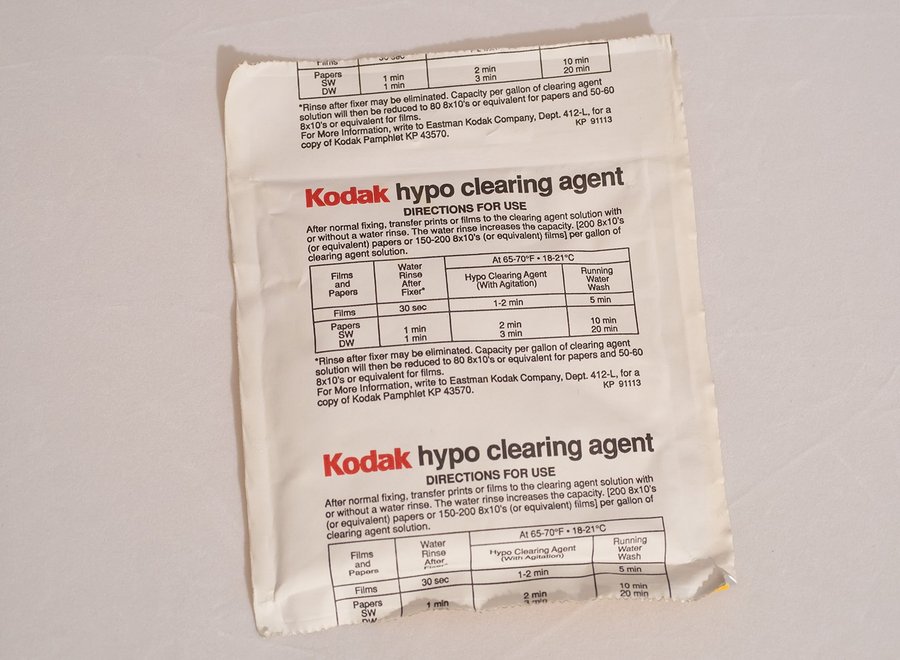 Films 30 sec 1-2 min
Papers
SW 1 min 2 min 10 min
DW 1 min 3 min 20 min
*Rinse after fixer may be eliminated. Capacity per gallon of clearing agent
solution will then be reduced to 80 8x10's or equivalent for papers and 50-60
8x10's or equivalent for films.
For More Information, write to Eastman Kodak Company, Dept. 412-L, for a
copy of Kodak Pamphlet KP 43570. KP 91113
Kodak hypo clearing agent
DIRECTIONS FOR USE
After normal fixing, transfer prints or films to the clearing agent solution with
or without a water rinse. The water rinse increases the capacity. [200 8x10's
(or equivalent) papers or 150-200 8x10's (or equivalent) films] per gallon of
clearing agent solution.
At 65-70°F • 18-21°C
Films and Papers
Water Rinse After Fixer*
Hypo Clearing Agent (With Agitation)
Running Water Wash
Films 30 sec 1-2 min 5 min
Papers
SW 1 min 2 min 10 min
DW 1 min 3 min 20 min
*Rinse after fixer may be eliminated. Capacity per gallon of clearing agent
solution will then be reduced to 80 8x10's or equivalent for papers and 50-60
8x10's or equivalent for films.
For More Information, write to Eastman Kodak Company, Dept. 412-L, for a
copy of Kodak Pamphlet KP 43570. KP 91113
Kodak hypo clearing agent
DIRECTIONS FOR USE
After normal fixing, transfer prints or films to the clearing agent solution with
or without a water rinse. The water rinse increases the capacity. [200 8x10's
(or equivalent) papers or 150-200 8x10's (or equivalent) films] per gallon of
clearing agent solution.
At 65-70°F • 18-21°C
Films and Papers
Water Rinse After
Hypo Clearing Agent (With Agitation)
Running Water Wash
Films 30 sec 1-2 min 5 min
Papers
SW 1 min 2 min 10 min
DW 3 min 20 min